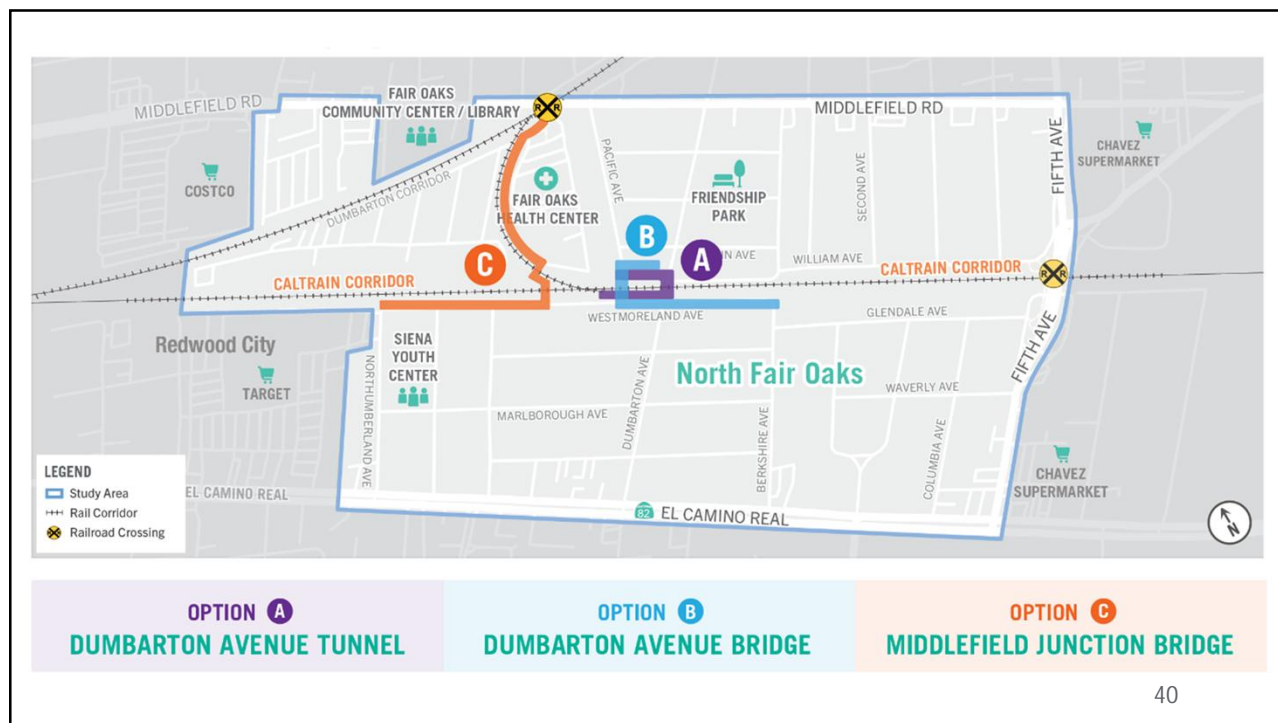 MIDDLEFIELD RD
FAIR OAKS
COMMUNITY CENTER / LIBRARY
R R
MIDDLEFIELD RD
COSTCO
DUMBARTON CORRIDOR
FAIR OAKS
HEALTH CENTER
PACIFIC AVE
FRIENDSHIP
PARK
SECOND AVE
FIFTH AVE
CHAVEZ
SUPERMARKET
B
A
C
AVE
WILLIAM AVE
CALTRAIN CORRIDOR
CALTRAIN CORRIDOR
R R
WESTMORELAND AVE
GLENDALE AVE
Redwood City
TARGET
NORTHUMBERLAND AVE
SIENA
YOUTH
CENTER
MARLBOROUGH AVE
DUMBARTON AVE
North Fair Oaks
BERKSHIRE AVE
WAVERLY AVE
COLUMBIA AVE
FIFTH AVE
CHAVEZ
SUPERMARKET
LEGEND
Study Area
Rail Corridor
Railroad Crossing
EL CAMINO REAL
82 EL CAMINO REAL
N
OPTION A
DUMBARTON AVENUE TUNNEL
OPTION B
DUMBARTON AVENUE BRIDGE
OPTION C
MIDDLEFIELD JUNCTION BRIDGE
40